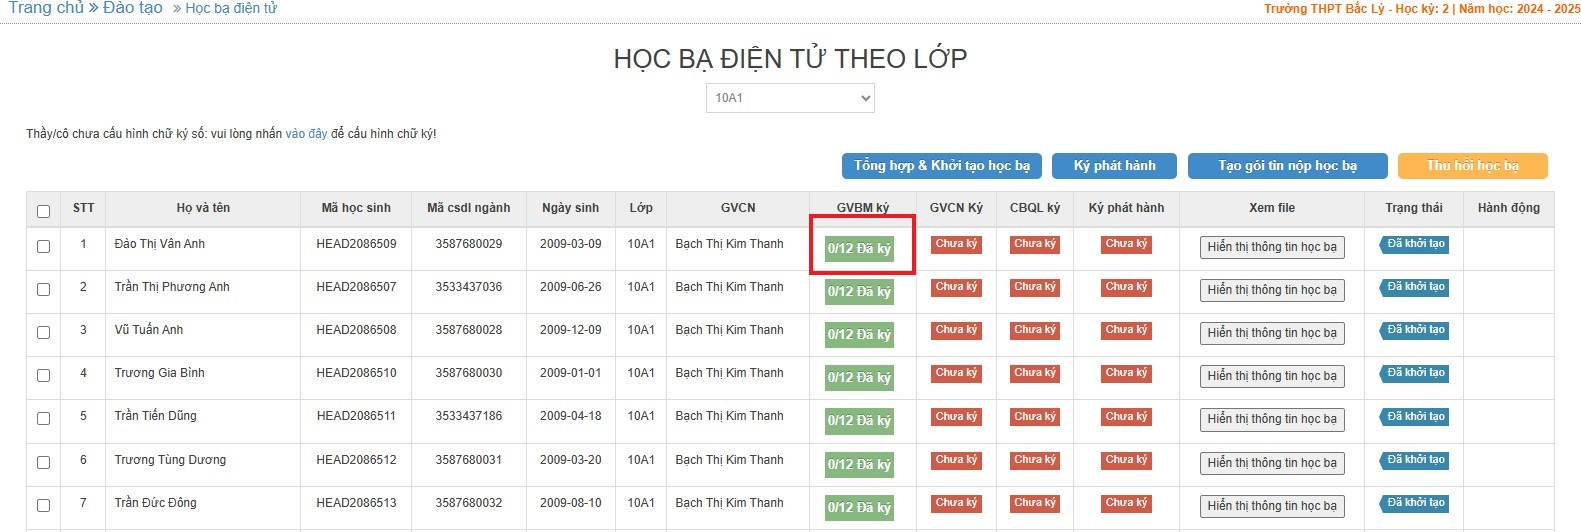 Trang chủ » Đào tạo » Học bạ điện tử
Trường THPT Bắc Lý - Học kỳ: 2 | Năm học: 2024 - 2025
HỌC BẠ ĐIỆN TỬ THEO LỚP
10A1
Thầy/cô chưa cấu hình chữ ký số: vui lòng nhấn vào đây để cấu hình chữ ký!
Tổng hợp & Khởi tạo học bạ Ký phát hành Tạo gói tin nộp học bạ Thu hồi học bạ
STT Họ và tên Mã học sinh Mã csdl ngành Ngày sinh Lớp GVCN GVBM ký GVCN Ký CBQL ký Ký phát hành Xem file Trạng thái Hành động
1 Đào Thị Vân Anh HEAD2086509 3587680029 2009-03-09 10A1 Bạch Thị Kim Thanh 0/12 Đã ký Chưa ký Chưa ký Chưa ký Hiển thị thông tin học bạ Đã khởi tạo
2 Trần Thị Phương Anh HEAD2086507 3533437036 2009-06-26 10A1 Bạch Thị Kim Thanh 0/12 Đã ký Chưa ký Chưa ký Chưa ký Hiển thị thông tin học bạ Đã khởi tạo
3 Vũ Tuấn Anh HEAD2086508 3587680028 2009-12-09 10A1 Bạch Thị Kim Thanh 0/12 Đã ký Chưa ký Chưa ký Chưa ký Hiển thị thông tin học bạ Đã khởi tạo
4 Trương Gia Bình HEAD2086510 3587680030 2009-01-01 10A1 Bạch Thị Kim Thanh 0/12 Đã ký Chưa ký Chưa ký Chưa ký Hiển thị thông tin học bạ Đã khởi tạo
5 Trần Tiến Dũng HEAD2086511 3533437186 2009-04-18 10A1 Bạch Thị Kim Thanh 0/12 Đã ký Chưa ký Chưa ký Chưa ký Hiển thị thông tin học bạ Đã khởi tạo
6 Trương Tùng Dương HEAD2086512 3587680031 2009-03-20 10A1 Bạch Thị Kim Thanh 0/12 Đã ký Chưa ký Chưa ký Chưa ký Hiển thị thông tin học bạ Đã khởi tạo
7 Trần Đức Đông HEAD2086513 3587680032 2009-08-10 10A1 Bạch Thị Kim Thanh 0/12 Đã ký Chưa ký Chưa ký Chưa ký Hiển thị thông tin học bạ Đã khởi tạo